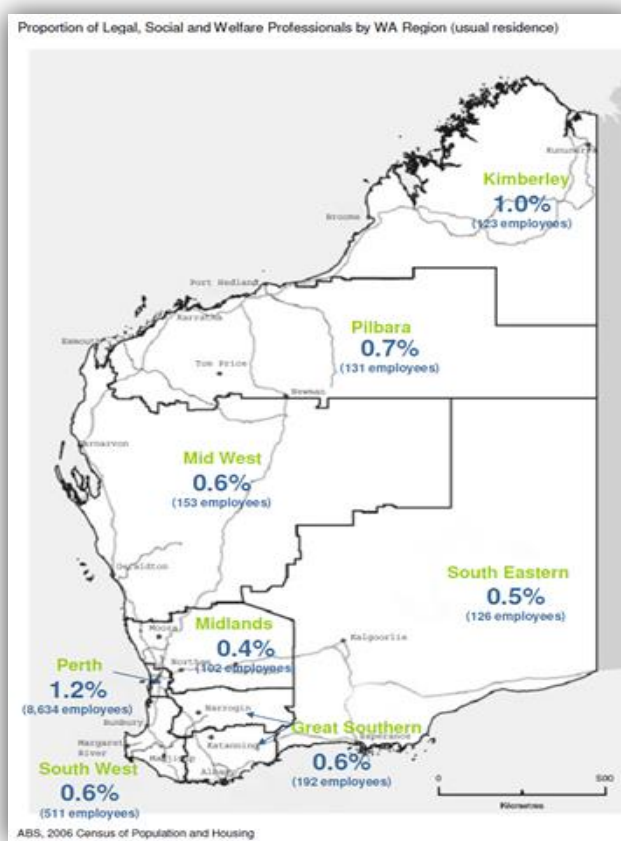 Proportion of Legal, Social and Welfare Professionals by WA Region (usual residence)
Kimberley
1.0%
(123 employees)
Broome
Port Hedland
Karratha
Exmouth
Pilbara
0.7%
(131 employees)
Tom Price
Newman
Carnarvon
Mid West
0.6%
(153 employees)
Geraldton
South Eastern
0.5%
(126 employees)
Moora
Midlands
0.4%
(102 employees)
Kalgoorlie
Northam
Perth
1.2%
(8,634 employees)
Narrogin
Bunbury
Great Southern
Esperance
Katanning
0.6%
(192 employees)
Margaret
River
Manjimup
Albany
South West
0.6%
(511 employees)
0
500
Kilometres
ABS, 2006 Census of Population and Housing